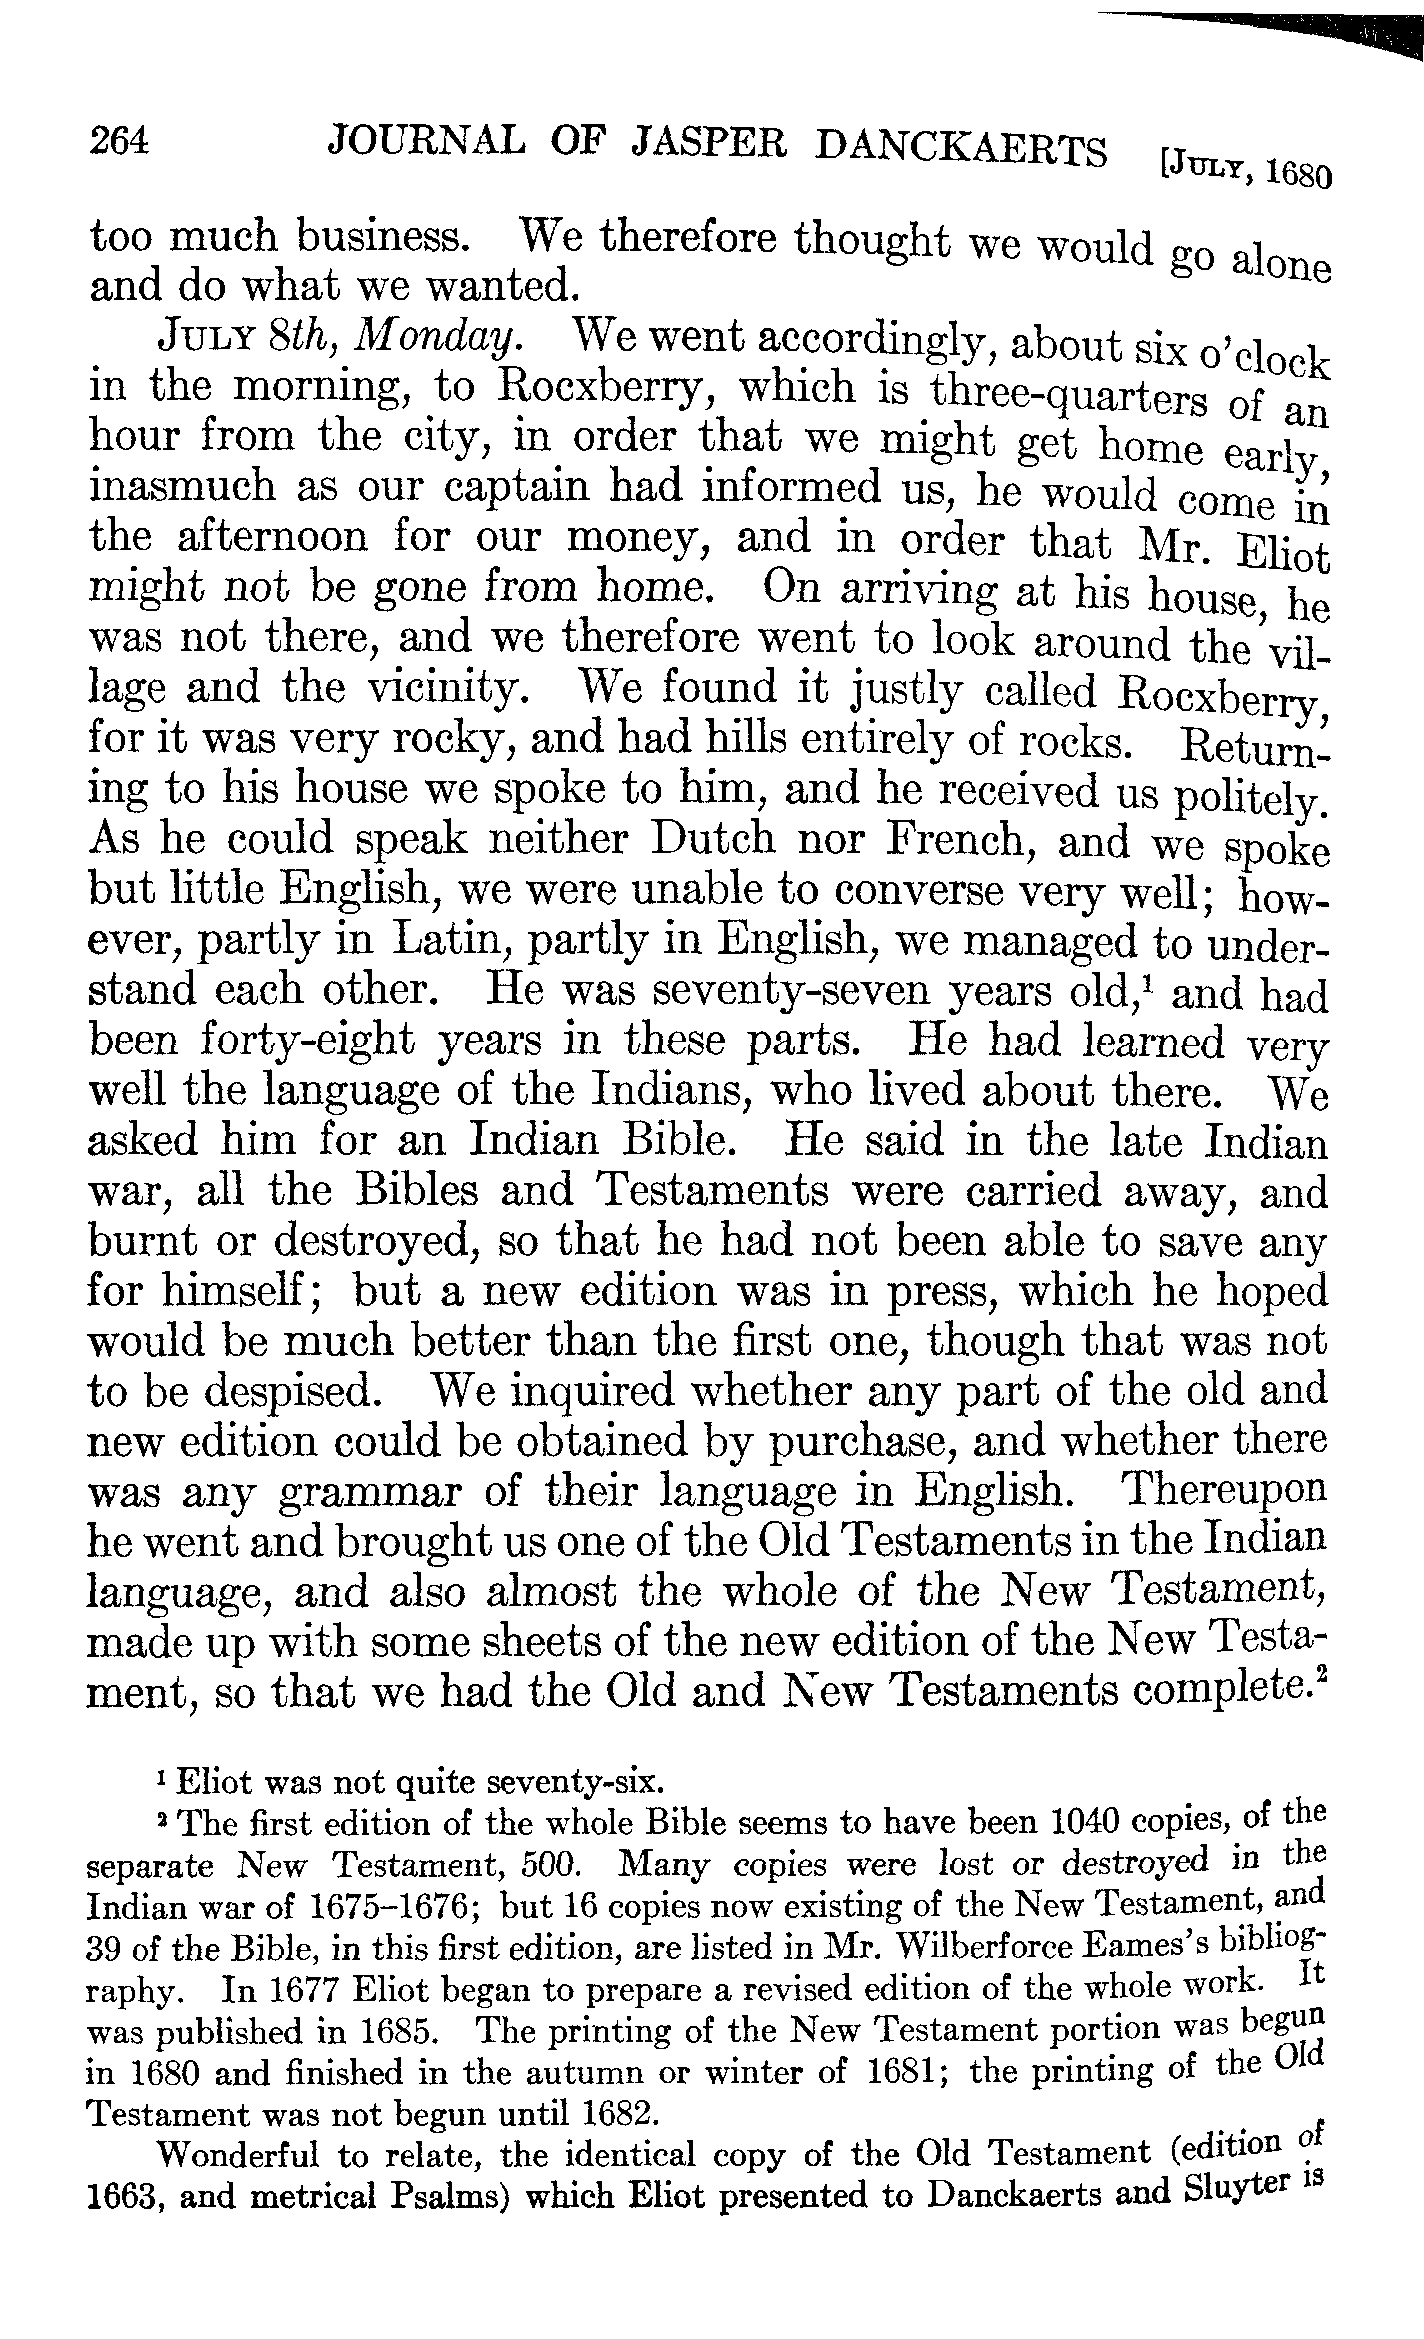 264 JOURNAL OF JASPER DANCKAERTS [JULY, 1680
too much business. We therefore thought we would go alone
and do what we wanted.
JULY 8th, Monday. We went accordingly, about six o'clock
in the morning, to Rocxberry, which is three-quarters of an
hour from the city, in order that we might get home early,
inasmuch as our captain had informed us, he would come in
the afternoon for our money, and in order that Mr. Eliot
might not be gone from home. On arriving at his house, he
was not there, and we therefore went to look around the vil-
lage and the vicinity. We found it justly called Rocxberry,
for it was very rocky, and had hills entirely of rocks. Return-
ing to his house we spoke to him, and he received us politely.
As he could speak neither Dutch nor French, and we spoke
but little English, we were unable to converse very well; how-
ever, partly in Latin, partly in English, we managed to under-
stand each other. He was seventy-seven years old,¹ and had
been forty-eight years in these parts. He had learned very
well the language of the Indians, who lived about there. We
asked him for an Indian Bible. He said in the late Indian
war, all the Bibles and Testaments were carried away, and
burnt or destroyed, so that he had not been able to save any
for himself; but a new edition was in press, which he hoped
would be much better than the first one, though that was not
to be despised. We inquired whether any part of the old and
new edition could be obtained by purchase, and whether there
was any grammar of their language in English. Thereupon
he went and brought us one of the Old Testaments in the Indian
language, and also almost the whole of the New Testament,
made up with some sheets of the new edition of the New Testa-
ment, so that we had the Old and New Testaments complete.²
¹ Eliot was not quite seventy-six.
² The first edition of the whole Bible seems to have been 1040 copies, of the
separate New Testament, 500. Many copies were lost or destroyed in the
Indian war of 1675–1676; but 16 copies now existing of the New Testament, and
39 of the Bible, in this first edition, are listed in Mr. Wilberforce Eames's bibliog-
raphy. In 1677 Eliot began to prepare a revised edition of the whole work. It
was published in 1685. The printing of the New Testament portion was begun
in 1680 and finished in the autumn or winter of 1681; the printing of the Old
Testament was not begun until 1682.
Wonderful to relate, the identical copy of the Old Testament (edition of
1663, and metrical Psalms) which Eliot presented to Danckaerts and Sluyter is